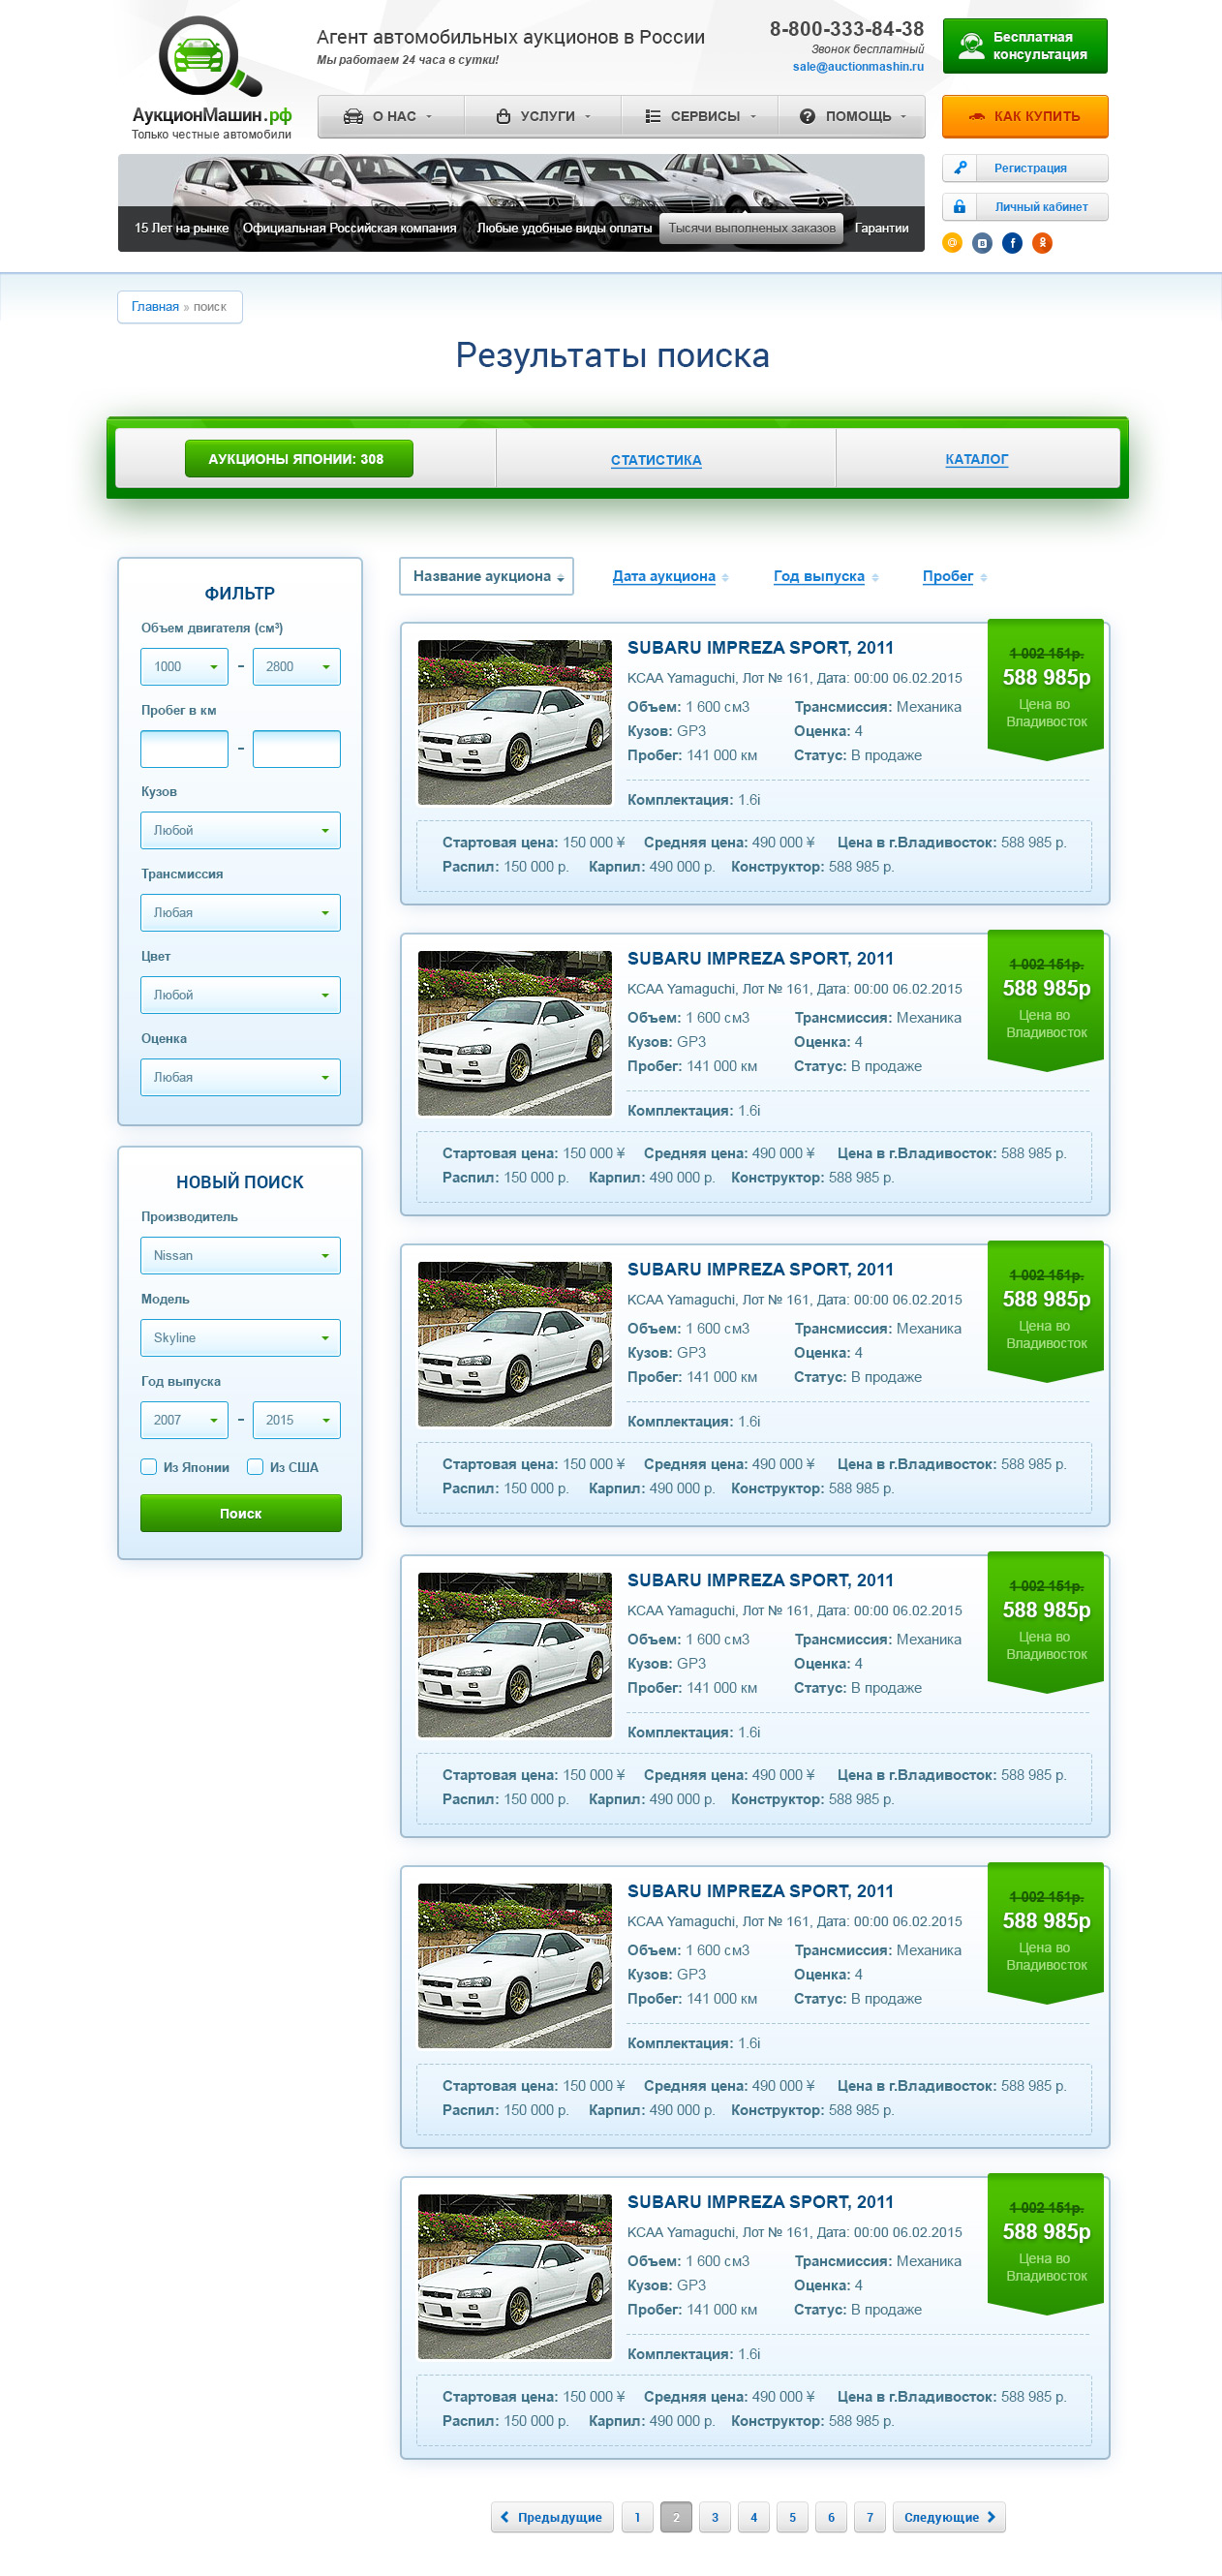 Агент автомобильных аукционов в России
Мы работаем 24 часа в сутки!
8-800-333-84-38
Звонок бесплатный
sale@auctionmashin.ru
Бесплатная
консультация
АукционМашин.рф
Только честные автомобили
О НАС
УСЛУГИ
СЕРВИСЫ
ПОМОЩЬ
КАК КУПИТЬ
Регистрация
Личный кабинет
15 Лет на рынке Официальная Российская компания Любые удобные виды оплаты Тысячи выполненых заказов Гарантии
Главная » поиск
Результаты поиска
АУКЦИОНЫ ЯПОНИИ: 308
СТАТИСТИКА
КАТАЛОГ
ФИЛЬТР
Объем двигателя (см³)
1000 - 2800
Пробег в км
-
Кузов
Любой
Трансмиссия
Любая
Цвет
Любой
Оценка
Любая
НОВЫЙ ПОИСК
Производитель
Nissan
Модель
Skyline
Год выпуска
2007 - 2015
Из Японии Из США
Поиск
Название аукциона Дата аукциона Год выпуска Пробег
SUBARU IMPREZA SPORT, 2011
KCAA Yamaguchi, Лот № 161, Дата: 00:00 06.02.2015
Объем: 1 600 см3 Трансмиссия: Механика
Кузов: GP3 Оценка: 4
Пробег: 141 000 км Статус: В продаже
Комплектация: 1.6i
1 002 151р.
588 985р
Цена во
Владивосток
Стартовая цена: 150 000 ¥ Средняя цена: 490 000 ¥ Цена в г.Владивосток: 588 985 р.
Распил: 150 000 р. Карпил: 490 000 р. Конструктор: 588 985 р.
SUBARU IMPREZA SPORT, 2011
KCAA Yamaguchi, Лот № 161, Дата: 00:00 06.02.2015
Объем: 1 600 см3 Трансмиссия: Механика
Кузов: GP3 Оценка: 4
Пробег: 141 000 км Статус: В продаже
Комплектация: 1.6i
1 002 151р.
588 985р
Цена во
Владивосток
Стартовая цена: 150 000 ¥ Средняя цена: 490 000 ¥ Цена в г.Владивосток: 588 985 р.
Распил: 150 000 р. Карпил: 490 000 р. Конструктор: 588 985 р.
SUBARU IMPREZA SPORT, 2011
KCAA Yamaguchi, Лот № 161, Дата: 00:00 06.02.2015
Объем: 1 600 см3 Трансмиссия: Механика
Кузов: GP3 Оценка: 4
Пробег: 141 000 км Статус: В продаже
Комплектация: 1.6i
1 002 151р.
588 985р
Цена во
Владивосток
Стартовая цена: 150 000 ¥ Средняя цена: 490 000 ¥ Цена в г.Владивосток: 588 985 р.
Распил: 150 000 р. Карпил: 490 000 р. Конструктор: 588 985 р.
SUBARU IMPREZA SPORT, 2011
KCAA Yamaguchi, Лот № 161, Дата: 00:00 06.02.2015
Объем: 1 600 см3 Трансмиссия: Механика
Кузов: GP3 Оценка: 4
Пробег: 141 000 км Статус: В продаже
Комплектация: 1.6i
1 002 151р.
588 985р
Цена во
Владивосток
Стартовая цена: 150 000 ¥ Средняя цена: 490 000 ¥ Цена в г.Владивосток: 588 985 р.
Распил: 150 000 р. Карпил: 490 000 р. Конструктор: 588 985 р.
SUBARU IMPREZA SPORT, 2011
KCAA Yamaguchi, Лот № 161, Дата: 00:00 06.02.2015
Объем: 1 600 см3 Трансмиссия: Механика
Кузов: GP3 Оценка: 4
Пробег: 141 000 км Статус: В продаже
Комплектация: 1.6i
1 002 151р.
588 985р
Цена во
Владивосток
Стартовая цена: 150 000 ¥ Средняя цена: 490 000 ¥ Цена в г.Владивосток: 588 985 р.
Распил: 150 000 р. Карпил: 490 000 р. Конструктор: 588 985 р.
SUBARU IMPREZA SPORT, 2011
KCAA Yamaguchi, Лот № 161, Дата: 00:00 06.02.2015
Объем: 1 600 см3 Трансмиссия: Механика
Кузов: GP3 Оценка: 4
Пробег: 141 000 км Статус: В продаже
Комплектация: 1.6i
1 002 151р.
588 985р
Цена во
Владивосток
Стартовая цена: 150 000 ¥ Средняя цена: 490 000 ¥ Цена в г.Владивосток: 588 985 р.
Распил: 150 000 р. Карпил: 490 000 р. Конструктор: 588 985 р.
Предыдущие 1 2 3 4 5 6 7 Следующие